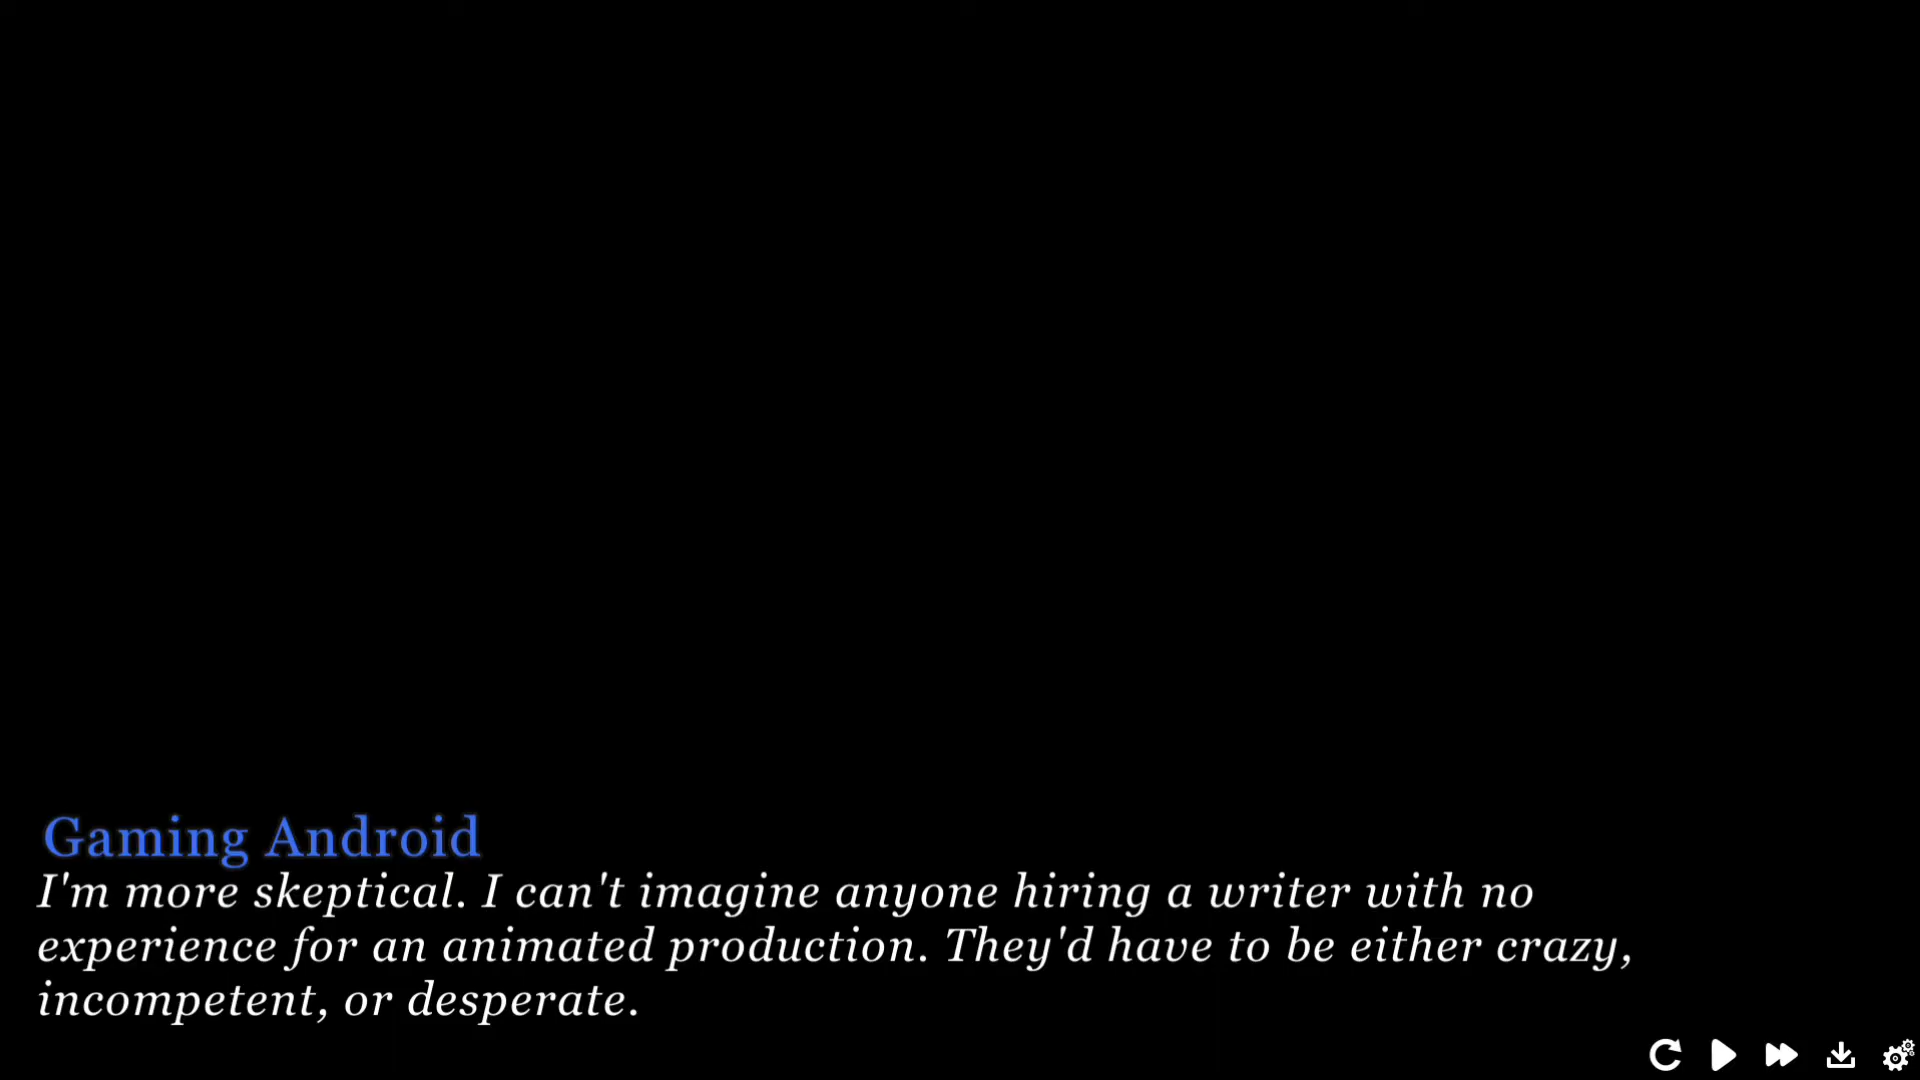 Gaming Android
I'm more skeptical. I can't imagine anyone hiring a writer with no
experience for an animated production. They'd have to be either crazy,
incompetent, or desperate.